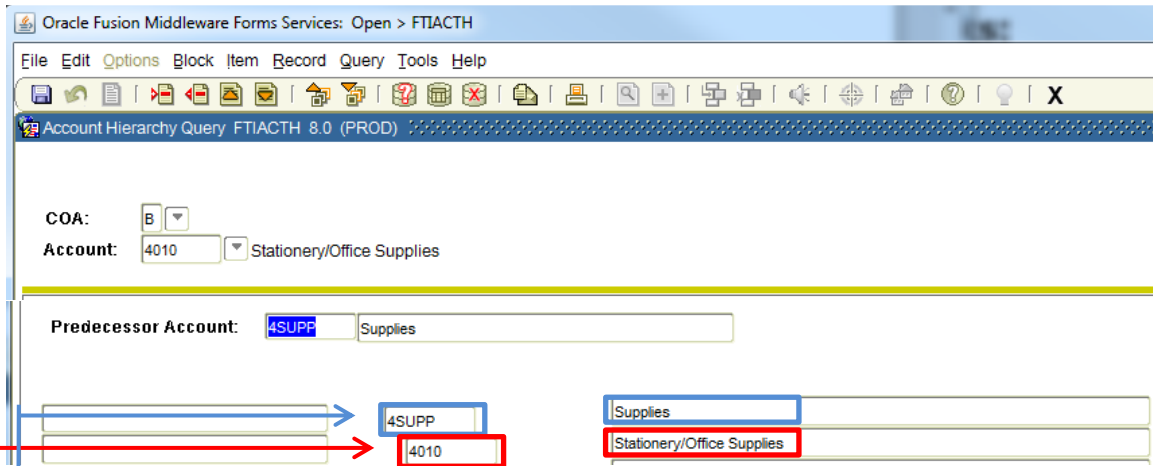 Oracle Fusion Middleware Forms Services: Open > FTIACTH
File Edit Options Block Item Record Query Tools Help
X
Account Hierarchy Query FTIACTH 8.0 (PROD)
COA: B
Account: 4010 Stationery/Office Supplies
Predecessor Account: 4SUPP Supplies
4SUPP Supplies
4010 Stationery/Office Supplies